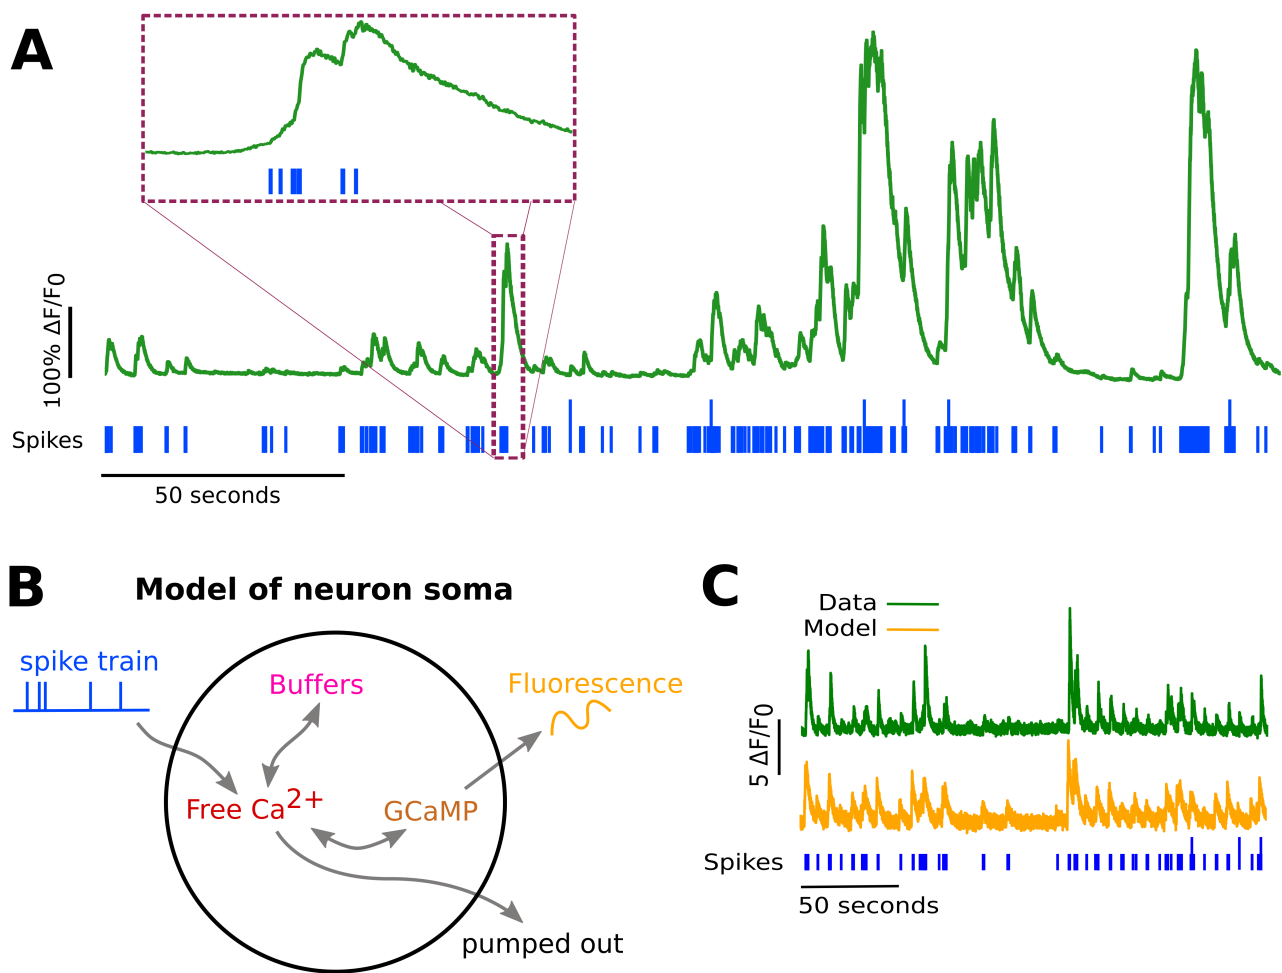 A
100% ΔF/F0
Spikes
50 seconds
B
Model of neuron soma
spike train
Buffers
Fluorescence
Free Ca2+
GCaMP
pumped out
C
Data
Model
5 ΔF/F0
Spikes
50 seconds